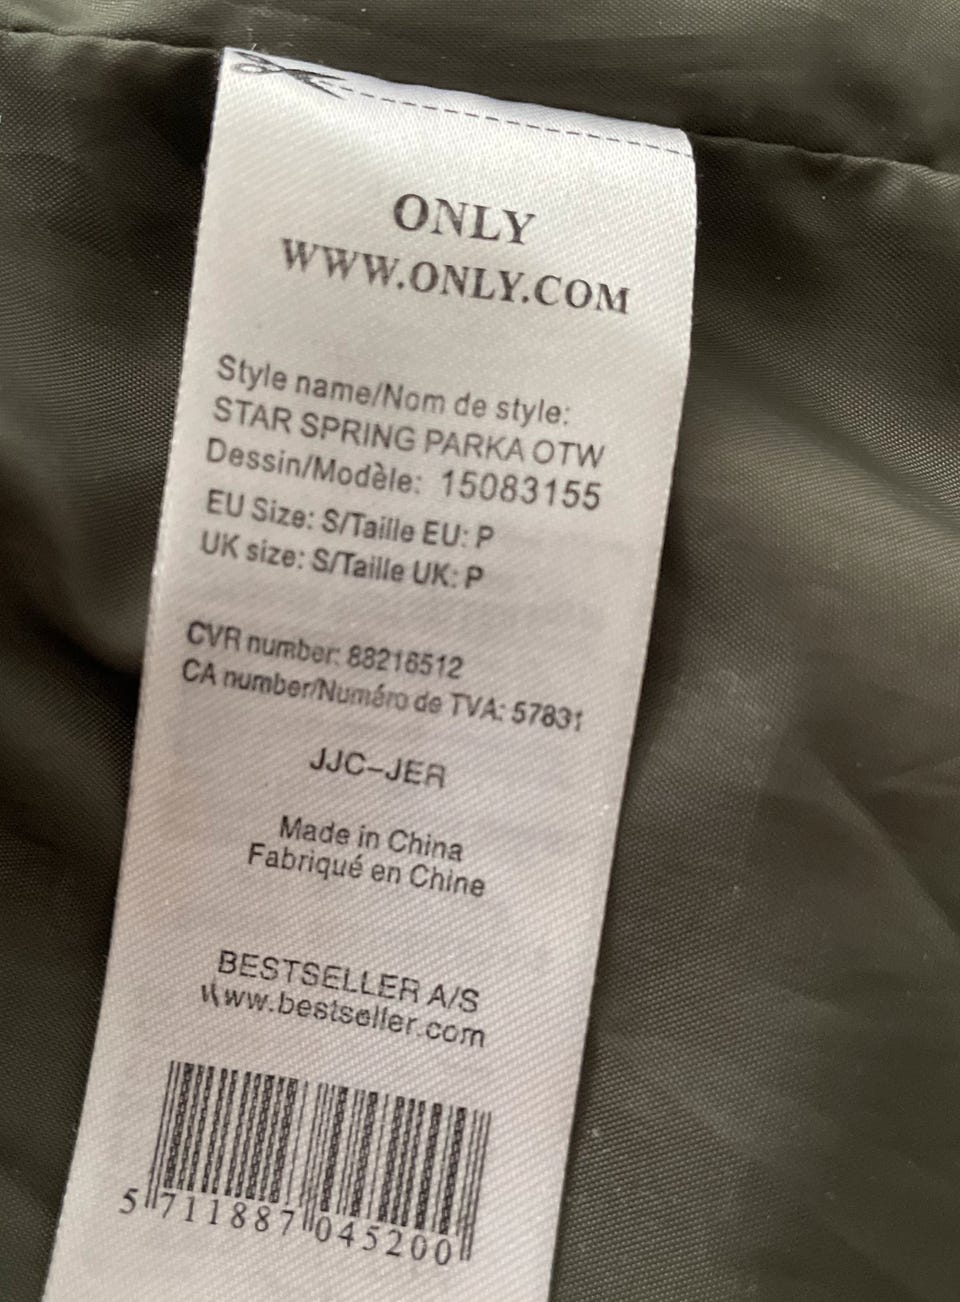 ONLY
WWW.ONLY.COM
Style name/Nom de style:
STAR SPRING PARKA OTW
Dessin/Modèle: 15083155
EU Size: S/Taille EU: P
UK size: S/Taille UK: P
CVR number: 88216512
CA number/Numéro de TVA: 57831
JJC-JER
Made in China
Fabriqué en Chine
BESTSELLER A/S
www.bestseller.com
5 711887 045200